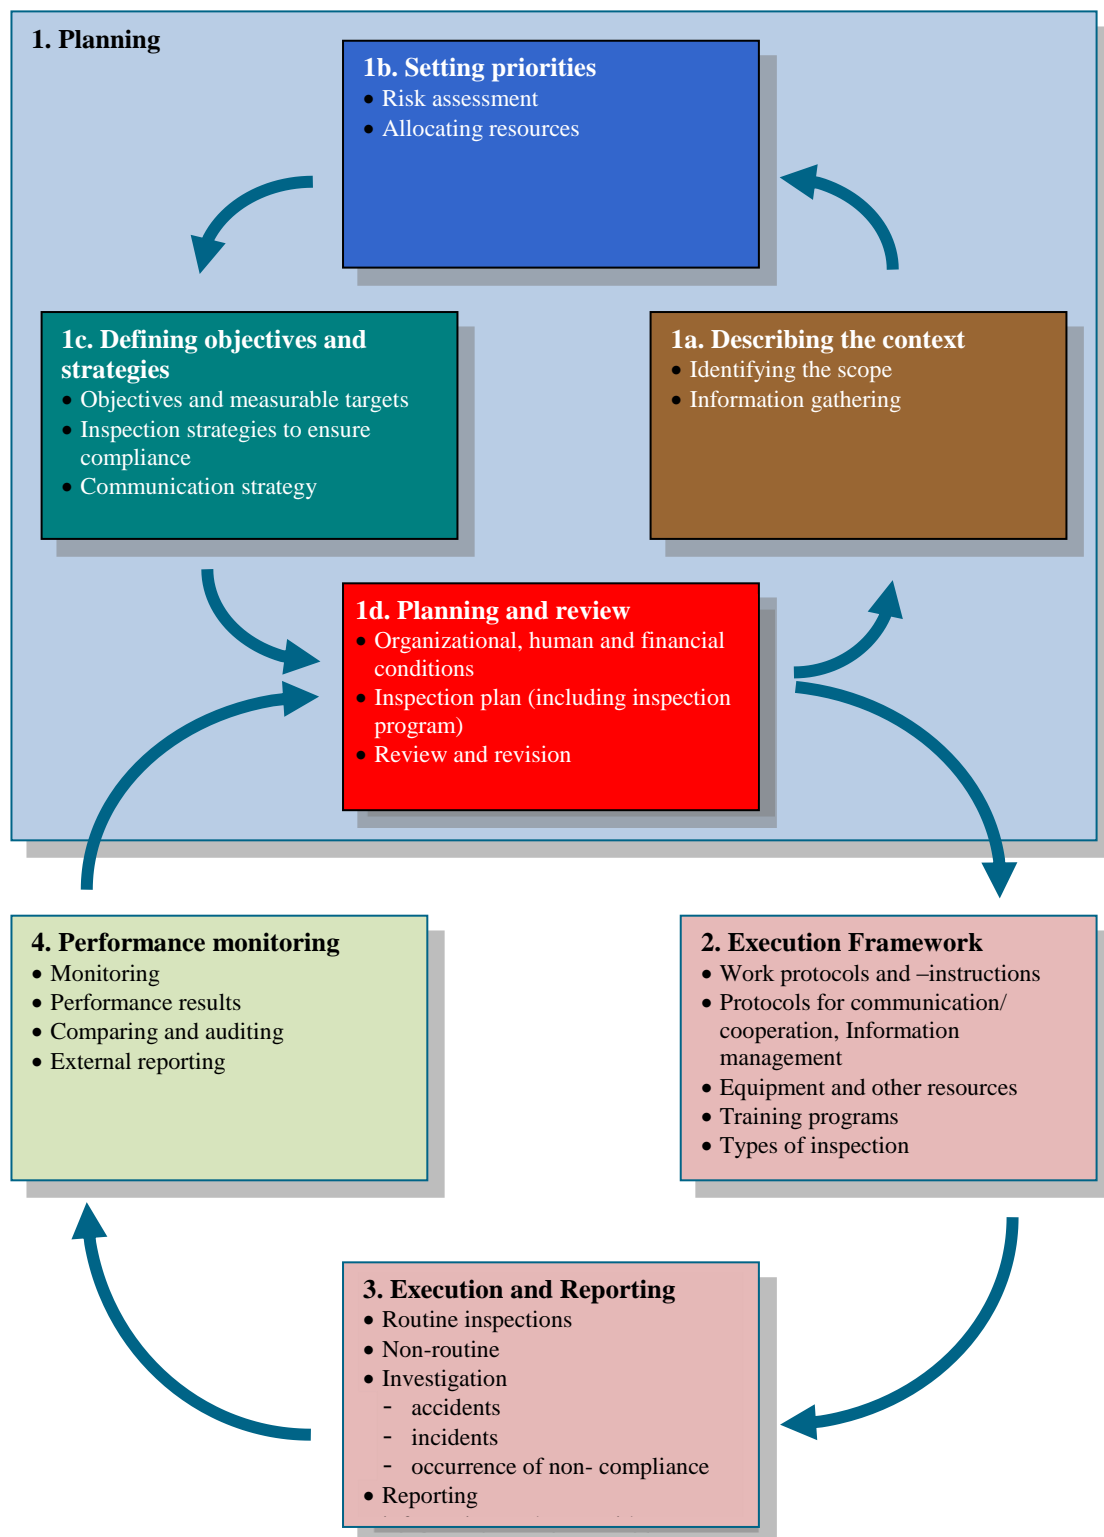 1. Planning
1b. Setting priorities
• Risk assessment
• Allocating resources
1c. Defining objectives and
strategies
• Objectives and measurable targets
• Inspection strategies to ensure
compliance
• Communication strategy
1a. Describing the context
• Identifying the scope
• Information gathering
1d. Planning and review
• Organizational, human and financial
conditions
• Inspection plan (including inspection
program)
• Review and revision
4. Performance monitoring
• Monitoring
• Performance results
• Comparing and auditing
• External reporting
2. Execution Framework
• Work protocols and –instructions
• Protocols for communication/
cooperation, Information
management
• Equipment and other resources
• Training programs
• Types of inspection
3. Execution and Reporting
• Routine inspections
• Non-routine
• Investigation
- accidents
- incidents
- occurrence of non- compliance
• Reporting